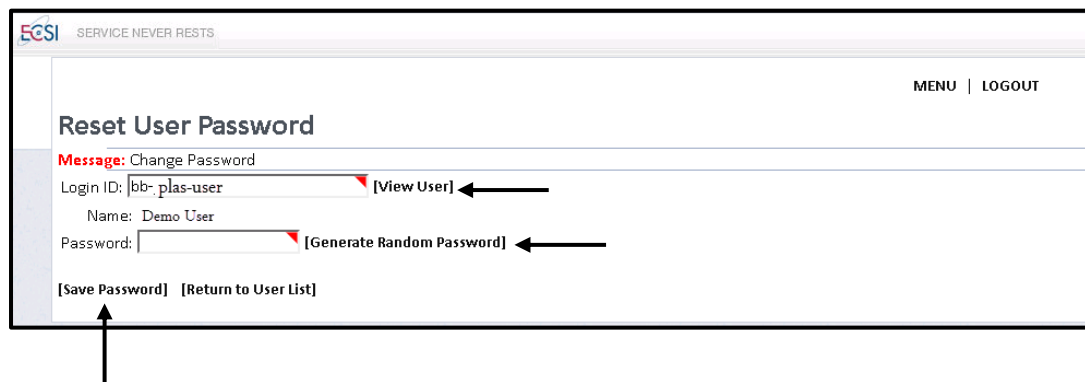 ECSI SERVICE NEVER RESTS
MENU | LOGOUT
Reset User Password
Message: Change Password
Login ID: bb-plas-user [View User]
Name: Demo User
Password: [Generate Random Password]
[Save Password] [Return to User List]